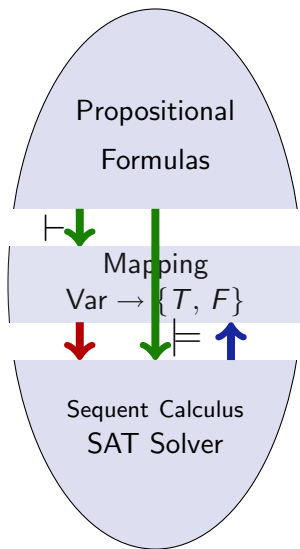 Propositional
Formulas
⊢
Mapping
Var → {T, F}
⊨
Sequent Calculus
SAT Solver